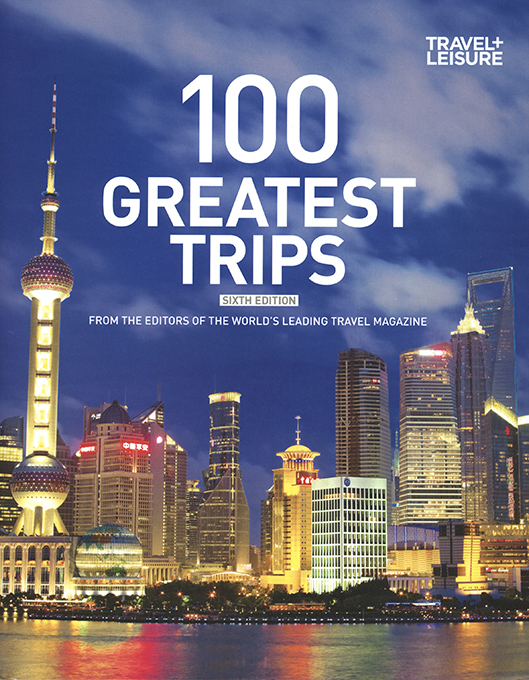 TRAVEL+
LEISURE
100
GREATEST
TRIPS
SIXTH EDITION
FROM THE EDITORS OF THE WORLD'S LEADING TRAVEL MAGAZINE